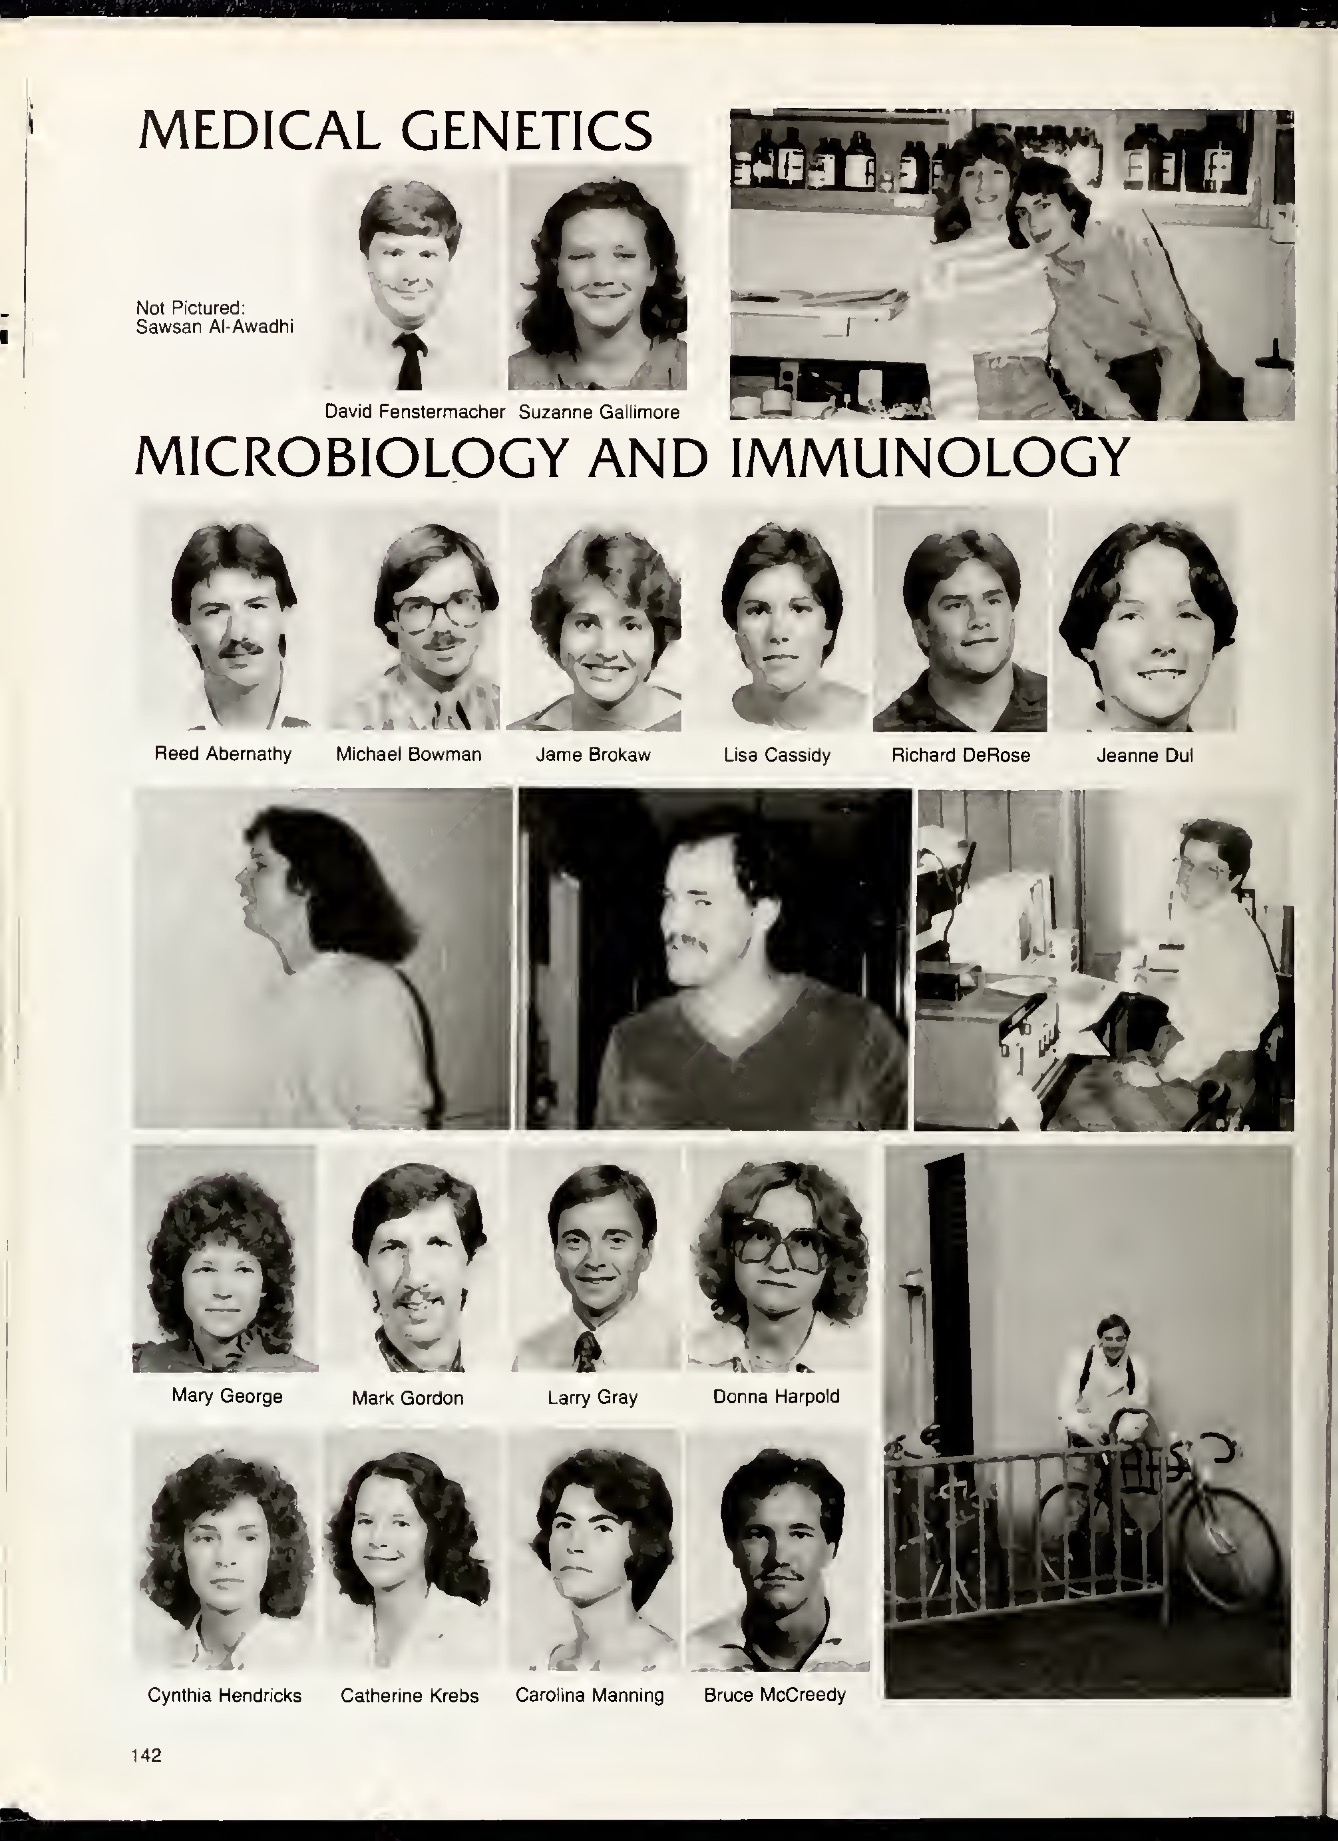 MEDICAL GENETICS
Not Pictured:
Sawsan Al-Awadhi
David Fenstermacher Suzanne Gallimore
MICROBIOLOGY AND IMMUNOLOGY
Reed Abernathy Michael Bowman Jame Brokaw Lisa Cassidy Richard DeRose Jeanne Dul
Mary George Mark Gordon Larry Gray Donna Harpold
Cynthia Hendricks Catherine Krebs Carolina Manning Bruce McCreedy
142